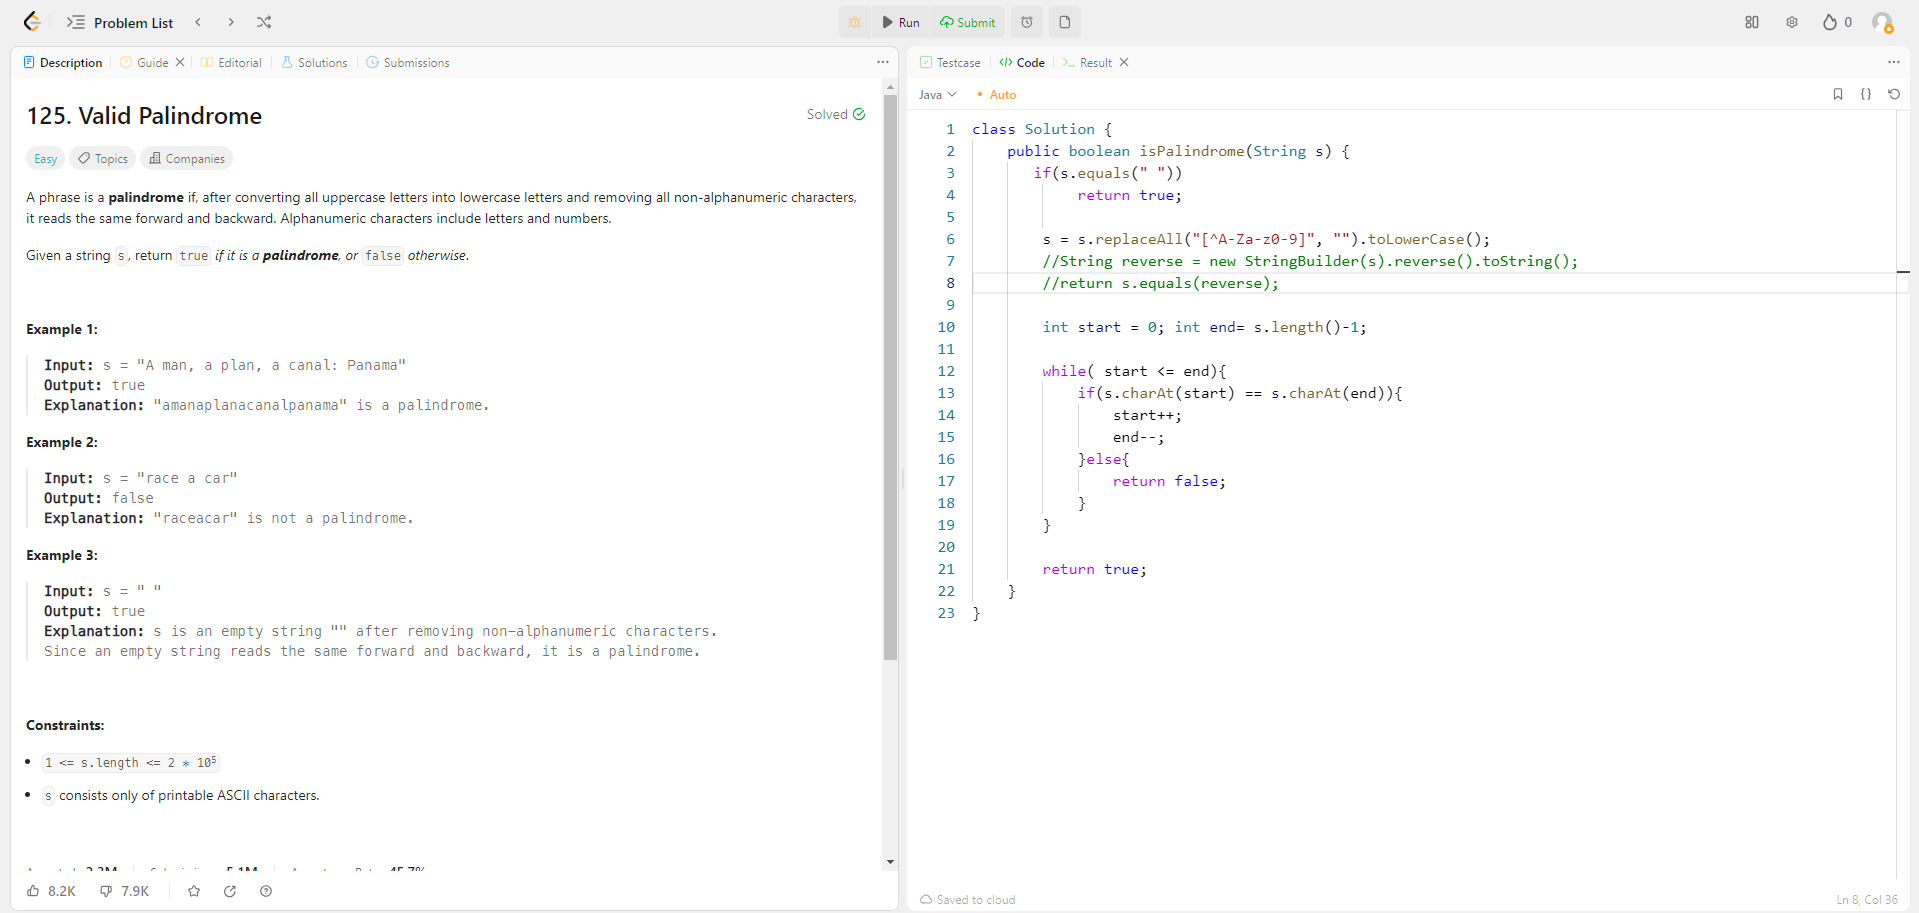 Problem List
Run
Submit
0
Description
Guide
Editorial
Solutions
Submissions
125. Valid Palindrome
Solved
Easy
Topics
Companies
A phrase is a palindrome if, after converting all uppercase letters into lowercase letters and removing all non-alphanumeric characters,
it reads the same forward and backward. Alphanumeric characters include letters and numbers.
Given a string s, return true if it is a palindrome, or false otherwise.
Example 1:
Input: s = "A man, a plan, a canal: Panama"
Output: true
Explanation: "amanaplanacanalpanama" is a palindrome.
Example 2:
Input: s = "race a car"
Output: false
Explanation: "raceacar" is not a palindrome.
Example 3:
Input: s = " "
Output: true
Explanation: s is an empty string "" after removing non-alphanumeric characters.
Since an empty string reads the same forward and backward, it is a palindrome.
Constraints:
• 1 <= s.length <= 2 * 10⁵
• s consists only of printable ASCII characters.
8.2K
7.9K
Testcase
Code
Result
Java
• Auto
1 class Solution {
2 public boolean isPalindrome(String s) {
3 if(s.equals(" "))
4 return true;
5
6 s = s.replaceAll("[^A-Za-z0-9]", "").toLowerCase();
7 //String reverse = new StringBuilder(s).reverse().toString();
8 //return s.equals(reverse);
9
10 int start = 0; int end= s.length()-1;
11
12 while( start <= end){
13 if(s.charAt(start) == s.charAt(end)){
14 start++;
15 end--;
16 }else{
17 return false;
18 }
19 }
20
21 return true;
22 }
23 }
Saved to cloud
Ln 8, Col 36